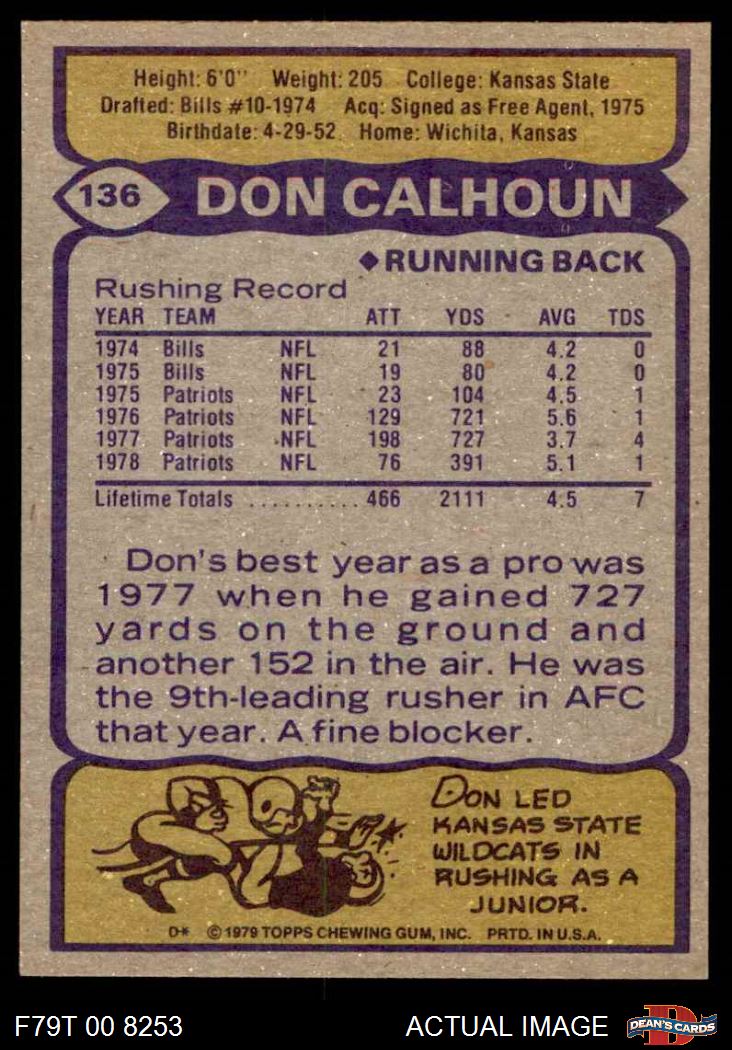 Height: 6'0" Weight: 205 College: Kansas State
Drafted: Bills #10-1974 Acq: Signed as Free Agent, 1975
Birthdate: 4-29-52 Home: Wichita, Kansas
136 DON CALHOUN
◆RUNNING BACK
Rushing Record
YEAR TEAM ATT YDS AVG TDS
1974 Bills NFL 21 88 4.2 0
1975 Bills NFL 19 80 4.2 0
1975 Patriots NFL 23 104 4.5 1
1976 Patriots NFL 129 721 5.6 1
1977 Patriots NFL 198 727 3.7 4
1978 Patriots NFL 76 391 5.1 1
Lifetime Totals .......... 466 2111 4.5 7
Don's best year as a pro was
1977 when he gained 727
yards on the ground and
another 152 in the air. He was
the 9th-leading rusher in AFC
that year. A fine blocker.
DON LED
KANSAS STATE
WILDCATS IN
RUSHING AS A
JUNIOR.
D* © 1979 TOPPS CHEWING GUM, INC. PRTD. IN U.S.A.
F79T 00 8253 ACTUAL IMAGE D DEAN'S CARDS